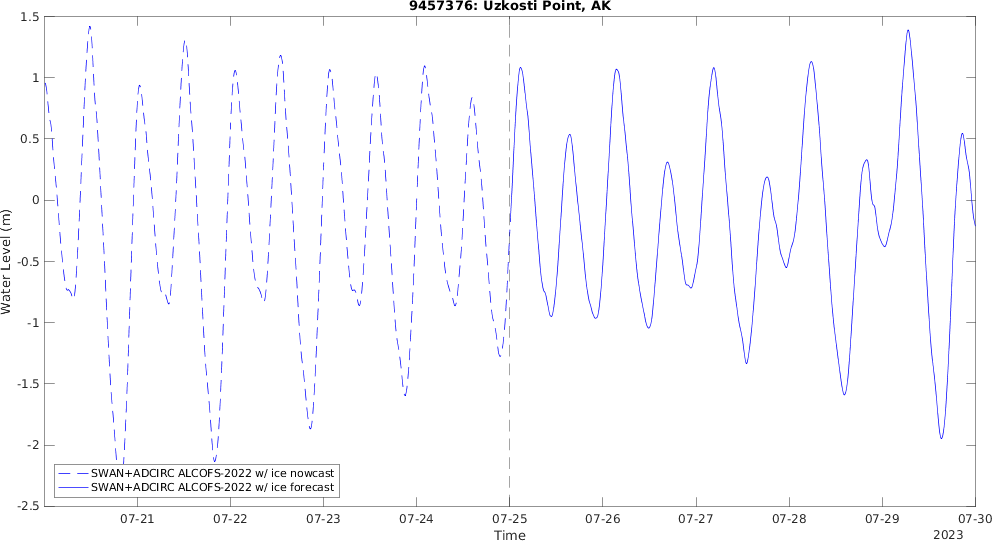 9457376: Uzkosti Point, AK
1.5
1
0.5
0
-0.5
-1
-1.5
-2
-2.5
Water Level (m)
SWAN+ADCIRC ALCOFS-2022 w/ ice nowcast
SWAN+ADCIRC ALCOFS-2022 w/ ice forecast
07-21 07-22 07-23 07-24 07-25 07-26 07-27 07-28 07-29 07-30
Time
2023